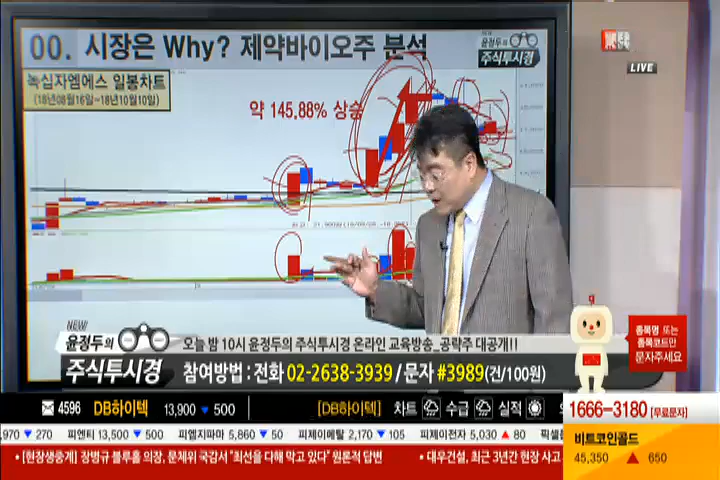 00. 시장은 Why? 제약바이오주 분석
윤정두의
주식투시경
LIVE
녹십자엠에스 일봉차트
(18년08월16일~18년10월10일)
약 145.88% 상승
NEW
윤정두의
주식투시경
오늘 밤 10시 윤정두의 주식투시경 온라인 교육방송_공략주 대공개!!
참여방법 : 전화 02-2638-3939 / 문자 #3989(건/100원)
종목명 또는
종목코드만
문자주세요
4596 DB하이텍 13,900 ▼ 500 [DB하이텍] 차트 수급 실적
1666-3180 [무료문자]
,970 ▼ 270 피엔티 13,500 ▼ 500 피엘지파마 5,860 ▼ 50 피제이메탈 2,170 ▼ 105 피제이전자 5,030 ▲ 80 픽셀
비트코인골드
45,350 ▲ 650
• [현장생중계] 장병규 블루홀 의장, 문체위 국감서 "최선을 다해 막고 있다" 원론적 답변 • 대우건설, 최근 3년간 현장 사고